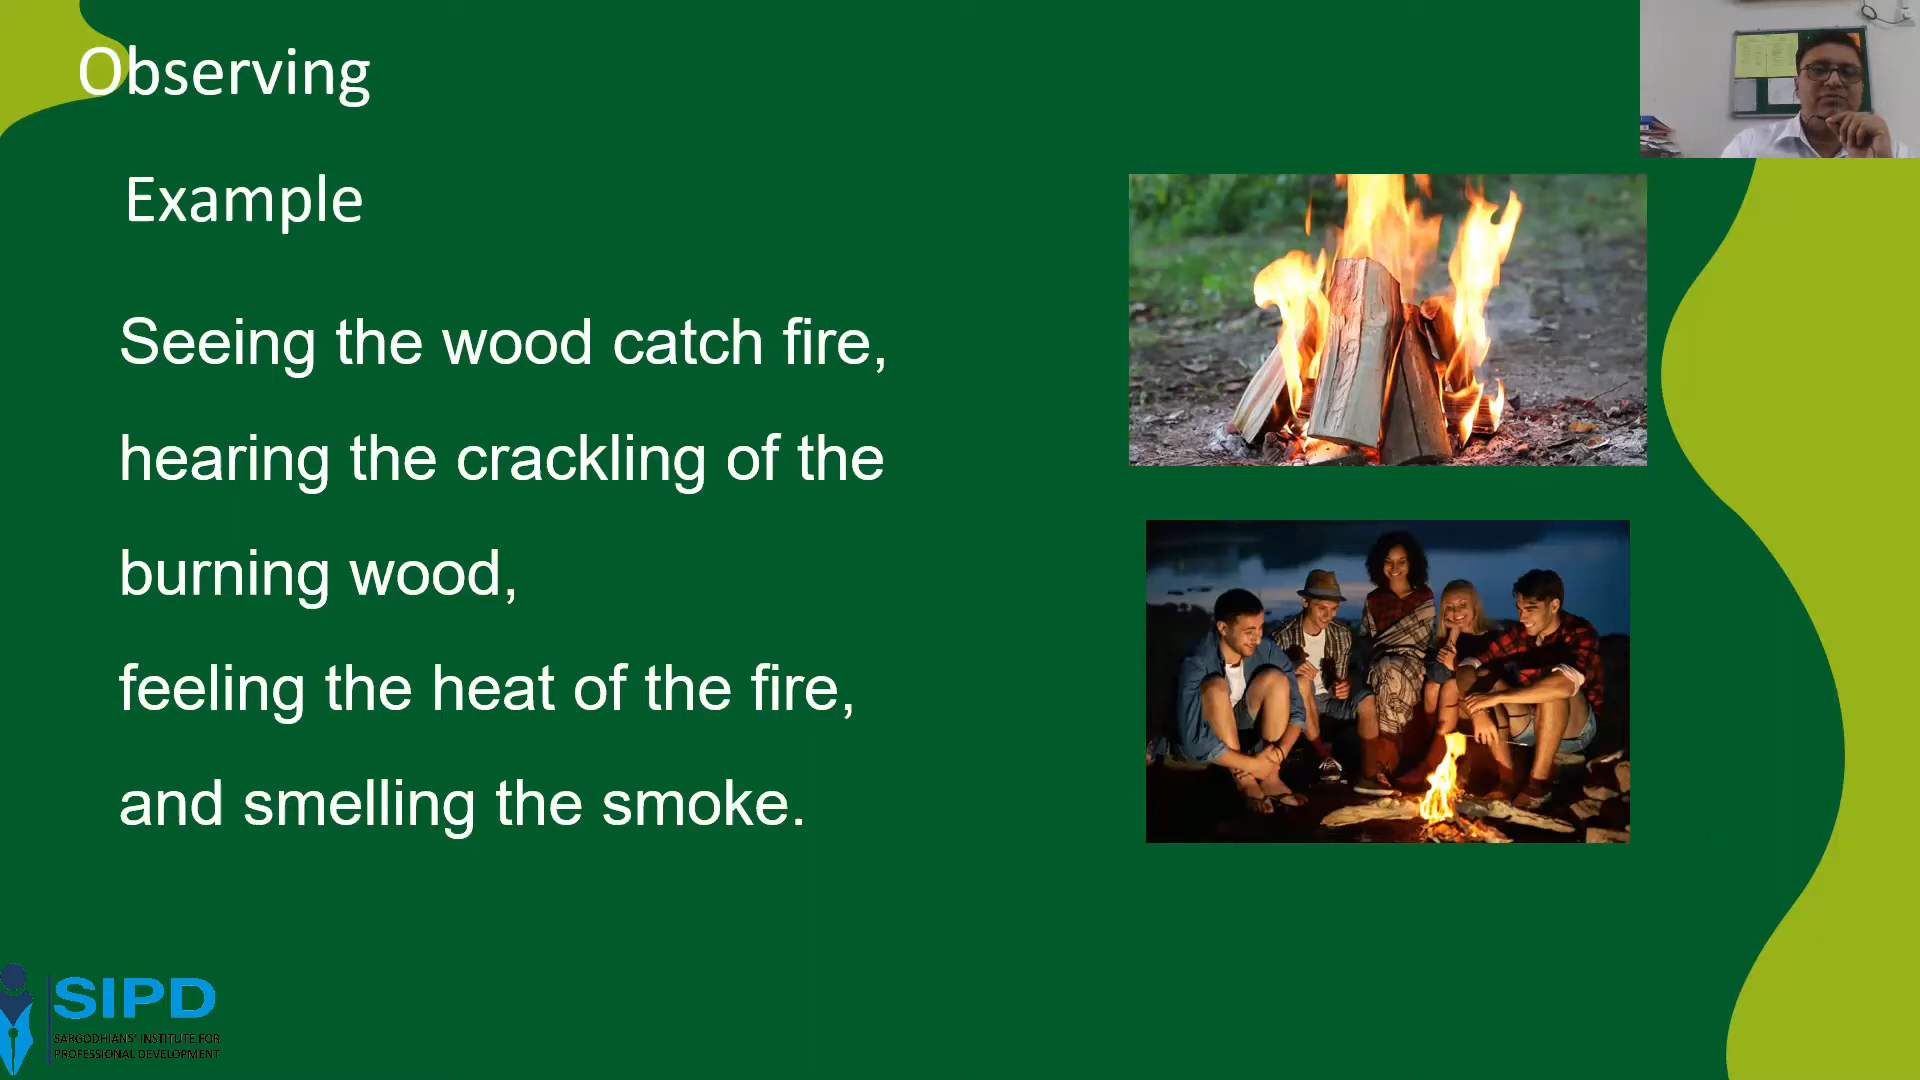 Observing
Example
Seeing the wood catch fire,
hearing the crackling of the
burning wood,
feeling the heat of the fire,
and smelling the smoke.
SIPD
SARGODHIANS' INSTITUTE FOR
PROFESSIONAL DEVELOPMENT